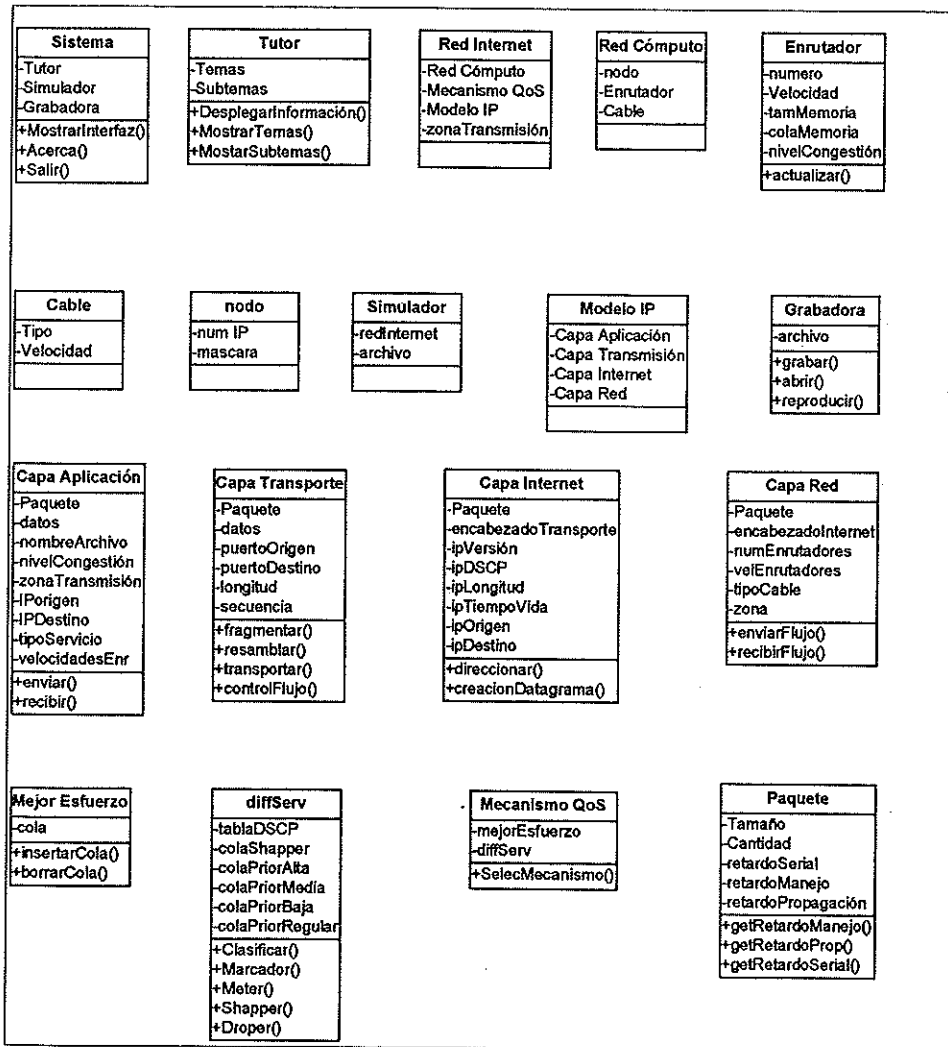 Sistema
-Tutor
-Simulador
-Grabadora
+MostrarInterfaz()
+Acerca()
+Salir()
Tutor
-Temas
-Subtemas
+DesplegarInformación()
+MostrarTemas()
+MostarSubtemas()
Red Internet
-Red Cómputo
-Mecanismo QoS
-Modelo IP
-zonaTransmisión
Red Cómputo
-nodo
-Enrutador
-Cable
Enrutador
-numero
-Velocidad
-tamMemoria
-colaMemoria
-nivelCongestión
+actualizar()
Cable
-Tipo
-Velocidad
nodo
-num IP
-mascara
Simulador
-redInternet
-archivo
Modelo IP
-Capa Aplicación
-Capa Transmisión
-Capa Internet
-Capa Red
Grabadora
-archivo
+grabar()
+abrir()
+reproducir()
Capa Aplicación
-Paquete
-datos
-nombreArchivo
-nivelCongestión
-zonaTransmisión
-IPorigen
-IPDestino
-tipoServicio
-velocidadesEnr
+enviar()
+recibir()
Capa Transporte
-Paquete
-datos
-puertoOrigen
-puertoDestino
-longitud
-secuencia
+fragmentar()
+resamblar()
+transportar()
+controlFlujo()
Capa Internet
-Paquete
-encabezadoTransporte
-ipVersión
-ipDSCP
-ipLongitud
-ipTiempoVida
-ipOrigen
-ipDestino
+direccionar()
+creacionDatagrama()
Capa Red
-Paquete
-encabezadoInternet
-numEnrutadores
-velEnrutadores
-tipoCable
-zona
+enviarFlujo()
+recibirFlujo()
Mejor Esfuerzo
-cola
+insertarCola()
+borrarCola()
diffServ
-tablaDSCP
-colaShapper
-colaPriorAlta
-colaPriorMedía
-colaPriorBaja
-colaPriorRegular
+Clasificar()
+Marcador()
+Meter()
+Shapper()
+Droper()
Mecanismo QoS
-mejorEsfuerzo
-diffServ
+SelecMecanismo()
Paquete
-Tamaño
-Cantidad
-retardoSerial
-retardoManejo
-retardoPropagación
+getRetardoManejo()
+getRetardoProp()
+getRetardoSerial()